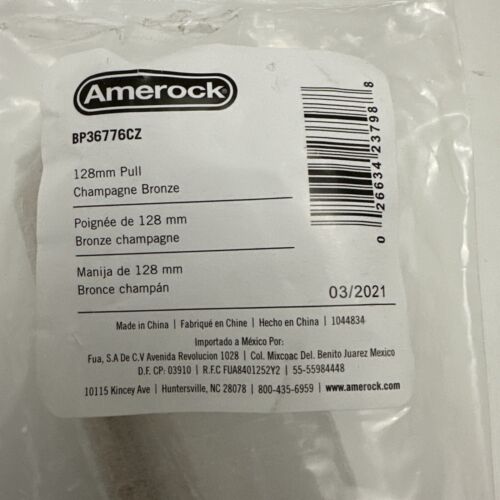 Amerock
BP36776CZ
128mm Pull
Champagne Bronze
Poignée de 128 mm
Bronze champagne
Manija de 128 mm
Bronce champán
0 26634 23798 8
03/2021
Made in China | Fabriqué en Chine | Hecho en China | 1044834
Importado a México Por:
Fua, S.A De C.V Avenida Revolucion 1028 | Col. Mixcoac Del. Benito Juarez Mexico
D.F. CP: 03910 | R.F.C FUA8401252Y2 | 55-55984448
10115 Kincey Ave | Huntersville, NC 28078 | 800-435-6959 | www.amerock.com